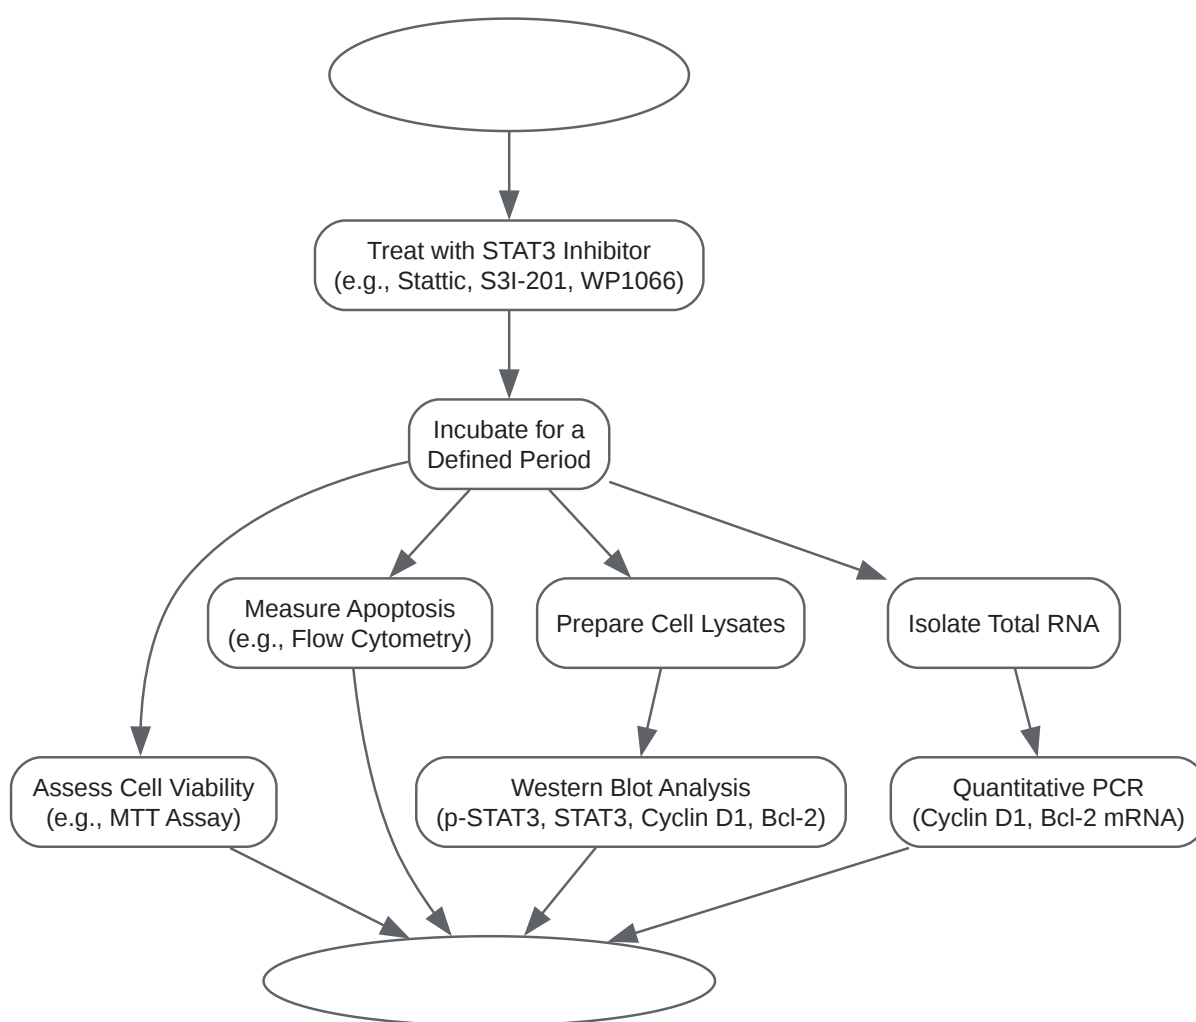 Treat with STAT3 Inhibitor
(e.g., Stattic, S3I-201, WP1066)
Incubate for a
Defined Period
Measure Apoptosis
(e.g., Flow Cytometry)
Prepare Cell Lysates
Isolate Total RNA
Assess Cell Viability
(e.g., MTT Assay)
Western Blot Analysis
(p-STAT3, STAT3, Cyclin D1, Bcl-2)
Quantitative PCR
(Cyclin D1, Bcl-2 mRNA)